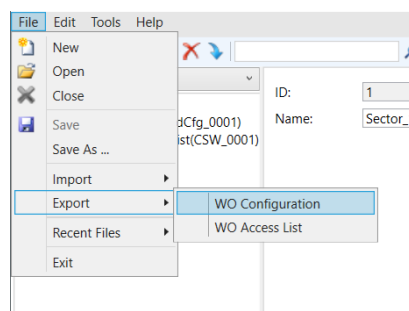 File Edit Tools Help
New
Open
Close
ID: 1
Save
dCfg_0001)
Name: Sector_
ist(CSW_0001)
Save As ...
Import
Export
WO Configuration
Recent Files
WO Access List
Exit